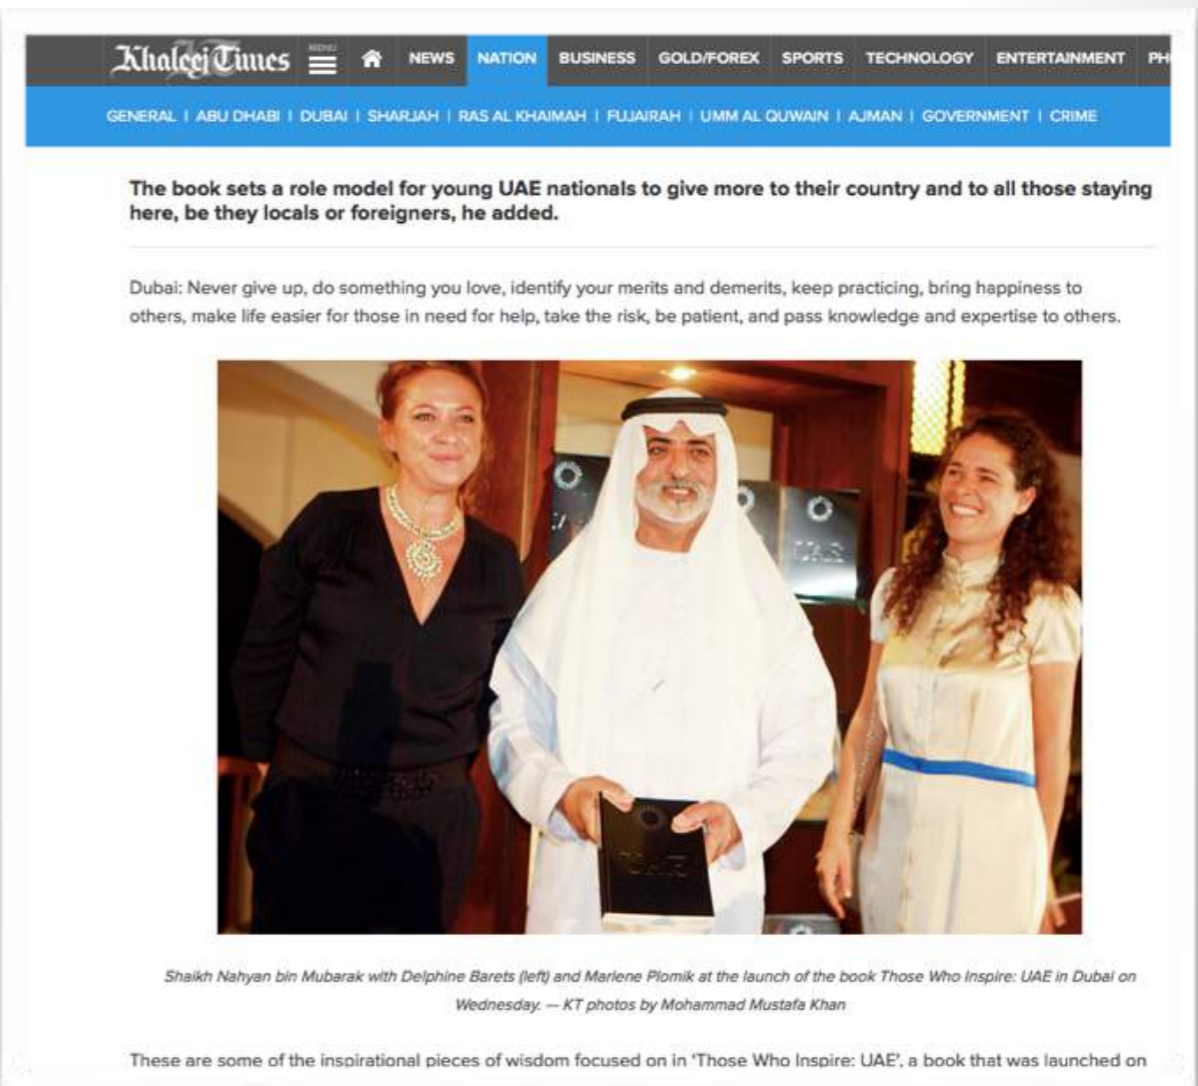 Khaleej Times MENU NEWS NATION BUSINESS GOLD/FOREX SPORTS TECHNOLOGY ENTERTAINMENT PH
GENERAL | ABU DHABI | DUBAI | SHARJAH | RAS AL KHAIMAH | FUJAIRAH | UMM AL QUWAIN | AJMAN | GOVERNMENT | CRIME
The book sets a role model for young UAE nationals to give more to their country and to all those staying
here, be they locals or foreigners, he added.
Dubai: Never give up, do something you love, identify your merits and demerits, keep practicing, bring happiness to
others, make life easier for those in need for help, take the risk, be patient, and pass knowledge and expertise to others.
UAE
UAE
Shaikh Nahyan bin Mubarak with Delphine Barets (left) and Marlene Plomik at the launch of the book Those Who Inspire: UAE in Dubai on
Wednesday. — KT photos by Mohammad Mustafa Khan
These are some of the inspirational pieces of wisdom focused on in 'Those Who Inspire: UAE', a book that was launched on